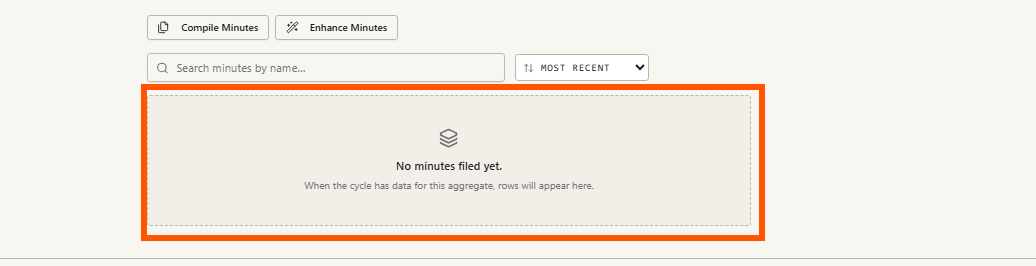 Compile Minutes
Enhance Minutes
Search minutes by name...
MOST RECENT
No minutes filed yet.
When the cycle has data for this aggregate, rows will appear here.